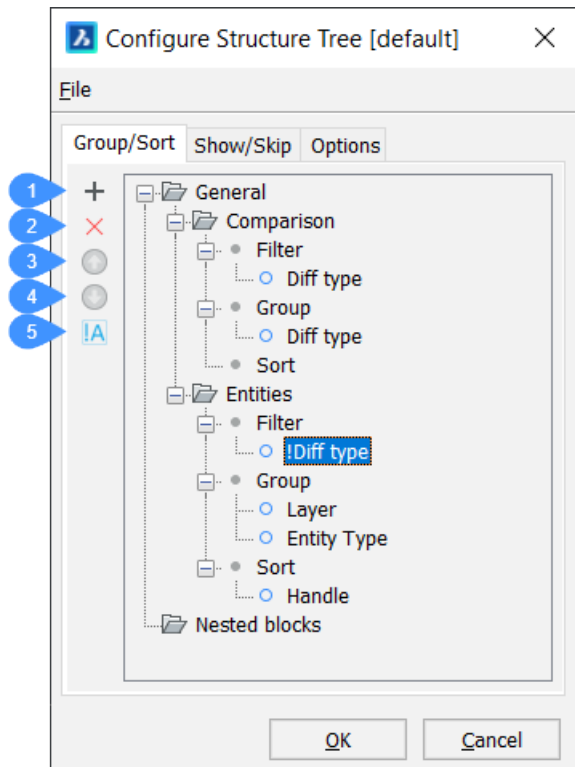 Configure Structure Tree [default]
File
Group/Sort Show/Skip Options
1
2
3
4
5 !A
General
Comparison
Filter
Diff type
Group
Diff type
Sort
Entities
Filter
!Diff type
Group
Layer
Entity Type
Sort
Handle
Nested blocks
OK Cancel